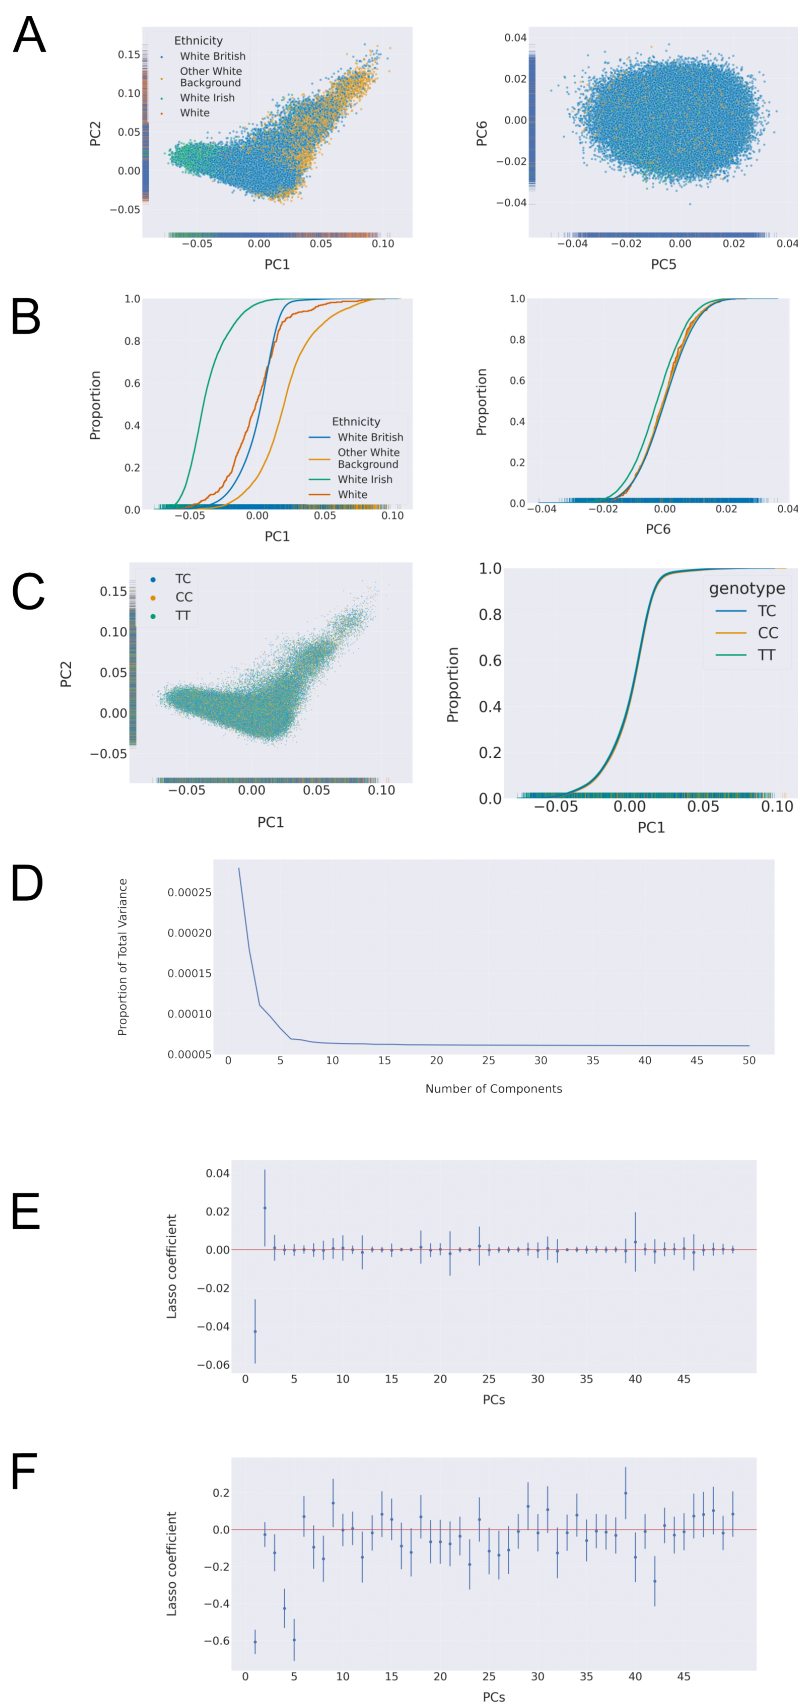 A
Ethnicity
White British
Other White
Background
White Irish
White
0.15
0.10
0.05
0.00
−0.05
PC2
−0.05
0.00
0.05
0.10
PC1
0.04
0.02
0.00
−0.02
−0.04
PC6
−0.04
−0.02
0.00
0.02
0.04
PC5
B
1.0
0.8
0.6
0.4
0.2
0.0
Proportion
Ethnicity
White British
Other White
Background
White Irish
White
−0.05
0.00
0.05
0.10
PC1
1.0
0.8
0.6
0.4
0.2
0.0
Proportion
−0.04
−0.02
0.00
0.02
0.04
PC6
C
TC
CC
TT
0.15
0.10
0.05
0.00
−0.05
PC2
−0.05
0.00
0.05
0.10
PC1
1.0
0.8
0.6
0.4
0.2
0.0
Proportion
genotype
TC
CC
TT
−0.05
0.00
0.05
0.10
PC1
D
0.00025
0.00020
0.00015
0.00010
0.00005
Proportion of Total Variance
0
5
10
15
20
25
30
35
40
45
50
Number of Components
E
0.04
0.02
0.00
−0.02
−0.04
−0.06
Lasso coefficient
0
5
10
15
20
25
30
35
40
45
PCs
F
0.2
0.0
−0.2
−0.4
−0.6
Lasso coefficient
0
5
10
15
20
25
30
35
40
45
PCs